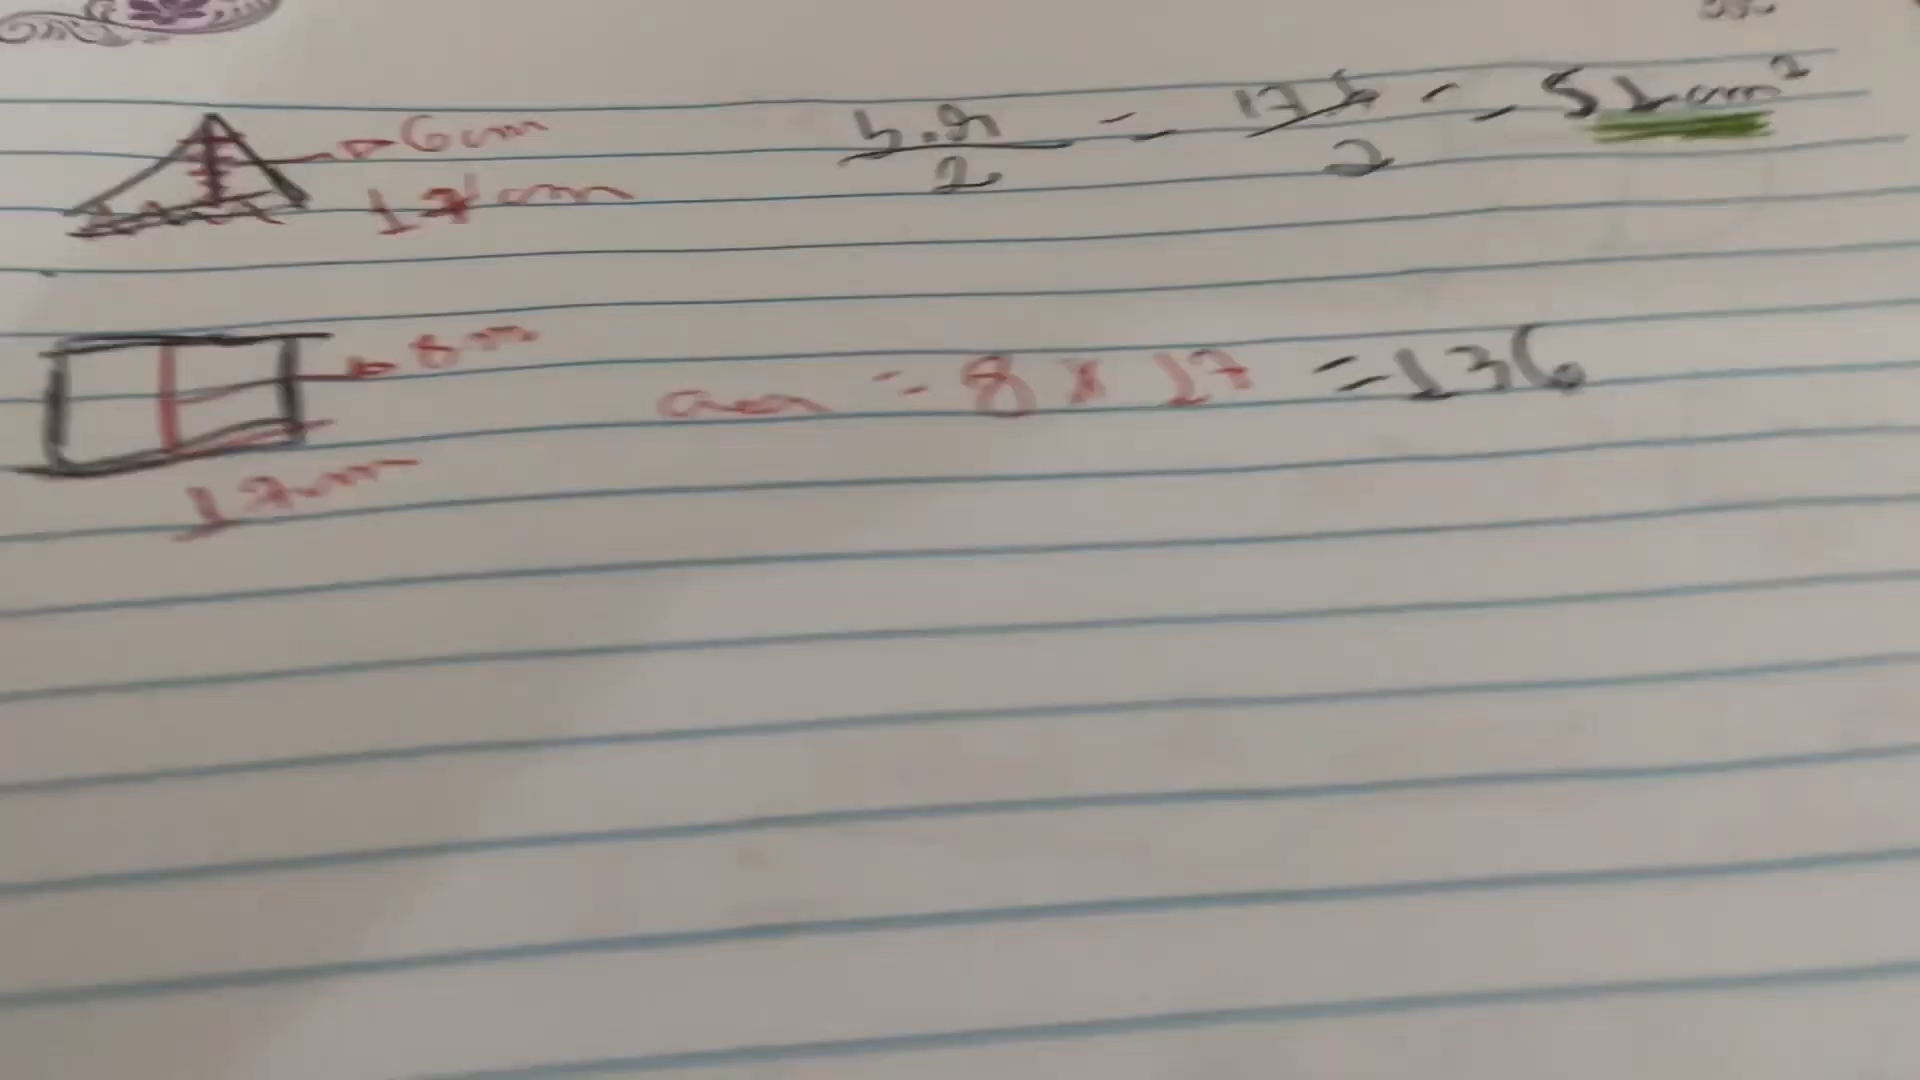 6cm
17cm
b.h/2 = 17.6/2 = 51cm²
8cm
area = 8 x 17 = 136
17cm